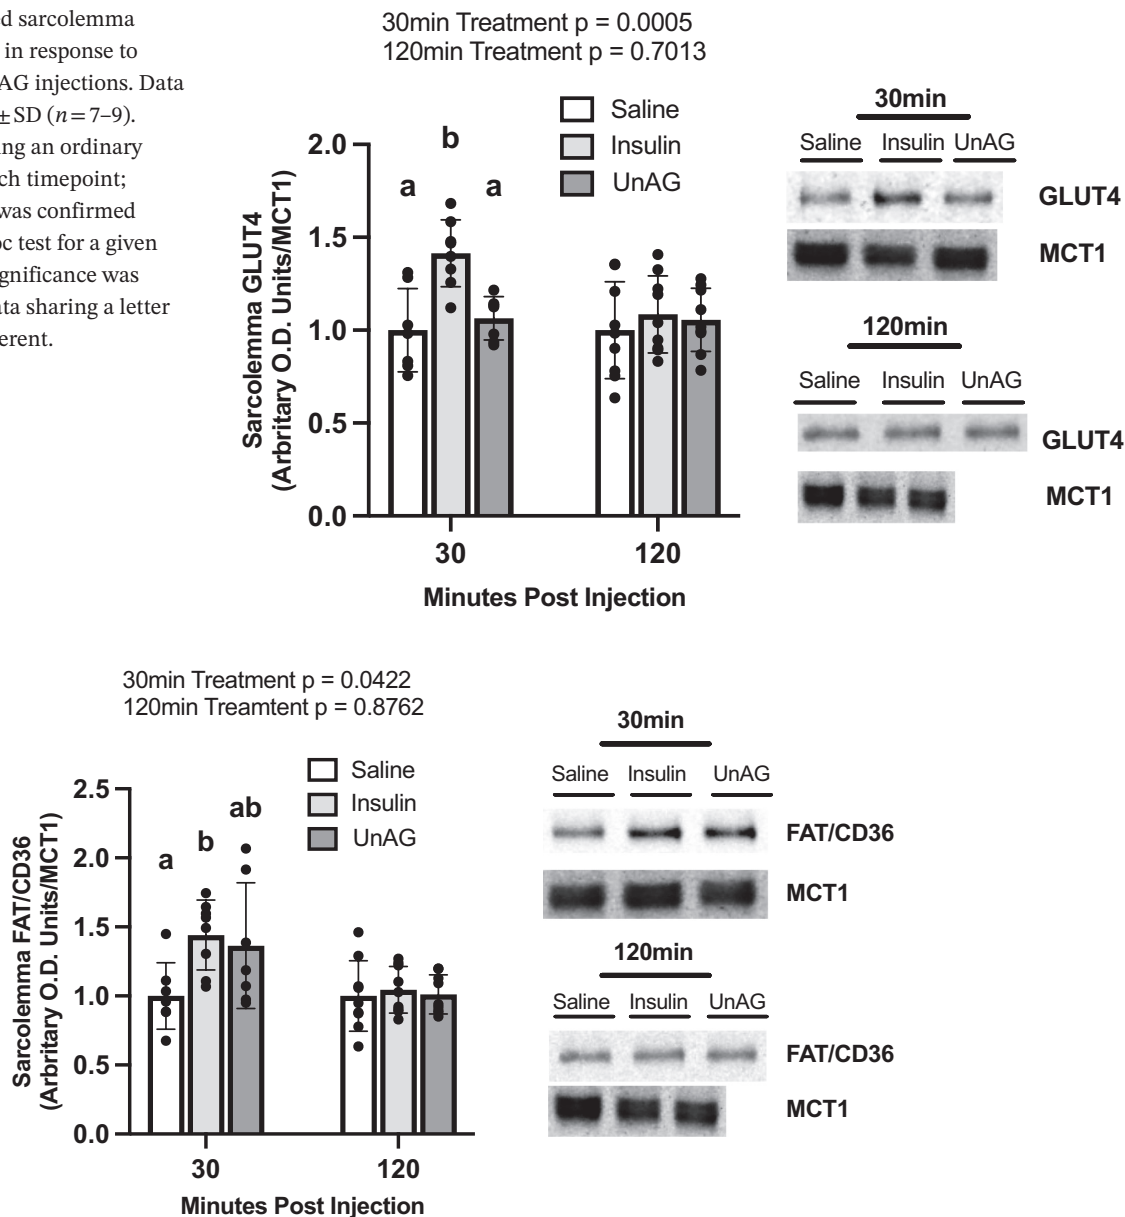 ed sarcolemma
in response to
AG injections. Data
± SD (n = 7–9).
ing an ordinary
ch timepoint;
was confirmed
oc test for a given
gnificance was
ata sharing a letter
erent.
30min Treatment p = 0.0005
120min Treatment p = 0.7013
Saline
Insulin
UnAG
2.0
1.5
1.0
0.5
0.0
a
b
a
Sarcolemma GLUT4
(Arbritary O.D. Units/MCT1)
30
120
Minutes Post Injection
30min
Saline Insulin UnAG
GLUT4
MCT1
120min
Saline Insulin UnAG
GLUT4
MCT1
30min Treatment p = 0.0422
120min Treamtent p = 0.8762
Saline
Insulin
UnAG
2.5
2.0
1.5
1.0
0.5
0.0
a
b
ab
Sarcolemma FAT/CD36
(Arbritary O.D. Units/MCT1)
30
120
Minutes Post Injection
30min
Saline Insulin UnAG
FAT/CD36
MCT1
120min
Saline Insulin UnAG
FAT/CD36
MCT1